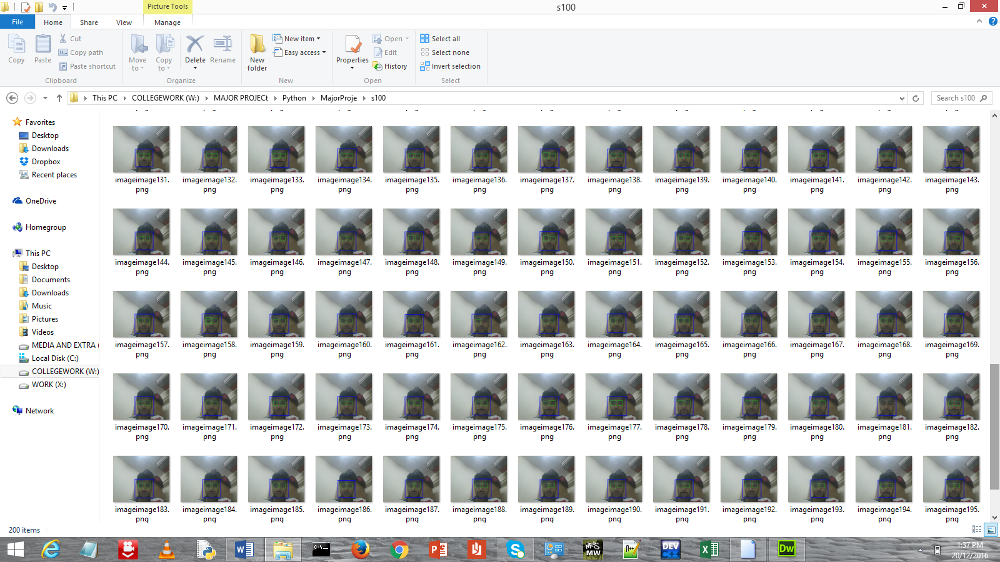 Picture Tools
s100
File Home Share View Manage
Copy
Paste
Cut
Copy path
Paste shortcut
Clipboard
Move to
Copy to
Delete
Rename
Organize
New folder
New item
Easy access
New
Properties
Open
Edit
History
Open
Select all
Select none
Invert selection
Select
This PC COLLEGEWORK (W:) MAJOR PROJECt Python MajorProje s100
Search s100
Favorites
Desktop
Downloads
Dropbox
Recent places
OneDrive
Homegroup
This PC
Desktop
Documents
Downloads
Music
Pictures
Videos
MEDIA AND EXTRA (
Local Disk (C:)
COLLEGEWORK (W:)
WORK (X:)
Network
imageimage131. imageimage132. imageimage133. imageimage134. imageimage135. imageimage136. imageimage137. imageimage138. imageimage139. imageimage140. imageimage141. imageimage142. imageimage143.
png png png png png png png png png png png png png
imageimage144. imageimage145. imageimage146. imageimage147. imageimage148. imageimage149. imageimage150. imageimage151. imageimage152. imageimage153. imageimage154. imageimage155. imageimage156.
png png png png png png png png png png png png png
imageimage157. imageimage158. imageimage159. imageimage160. imageimage161. imageimage162. imageimage163. imageimage164. imageimage165. imageimage166. imageimage167. imageimage168. imageimage169.
png png png png png png png png png png png png png
imageimage170. imageimage171. imageimage172. imageimage173. imageimage174. imageimage175. imageimage176. imageimage177. imageimage178. imageimage179. imageimage180. imageimage181. imageimage182.
png png png png png png png png png png png png png
imageimage183. imageimage184. imageimage185. imageimage186. imageimage187. imageimage188. imageimage189. imageimage190. imageimage191. imageimage192. imageimage193. imageimage194. imageimage195.
png png png png png png png png png png png png png
200 items
NFS
MW
DEV
C++
Dw
1:37 PM
20/12/2016